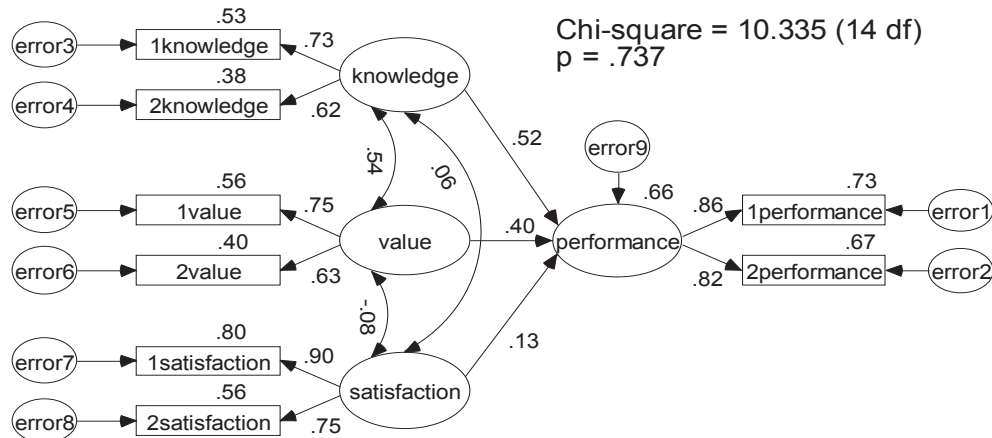 Chi-square = 10.335 (14 df)
p = .737
.53
error3
1knowledge
.73
knowledge
.38
error4
2knowledge
.62
.54
.06
.52
error9
.66
.56
error5
1value
.75
value
.40
error6
2value
.63
.40
performance
.86
.73
1performance
error1
.82
.67
2performance
error2
-.08
.13
.80
error7
1satisfaction
.90
satisfaction
.56
error8
2satisfaction
.75